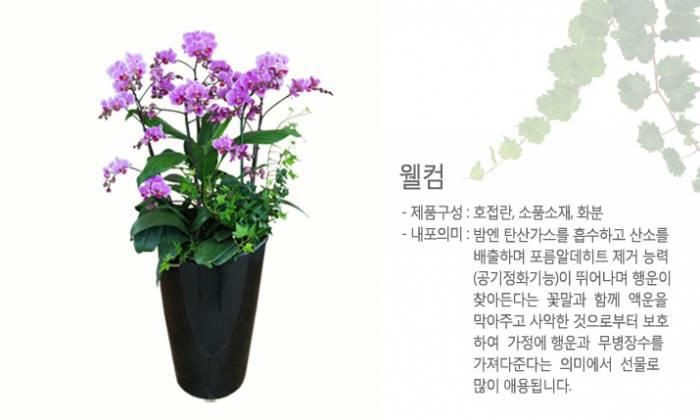 웰컴
- 제품구성 : 호접란, 소품소재, 화분
- 내포의미 : 밤엔 탄산가스를 흡수하고 산소를
배출하며 포름알데히트 제거 능력
(공기정화기능)이 뛰어나며 행운이
찾아든다는 꽃말과 함께 액운을
막아주고 사악한 것으로부터 보호
하여 가정에 행운과 무병장수를
가져다준다는 의미에서 선물로
많이 애용됩니다.